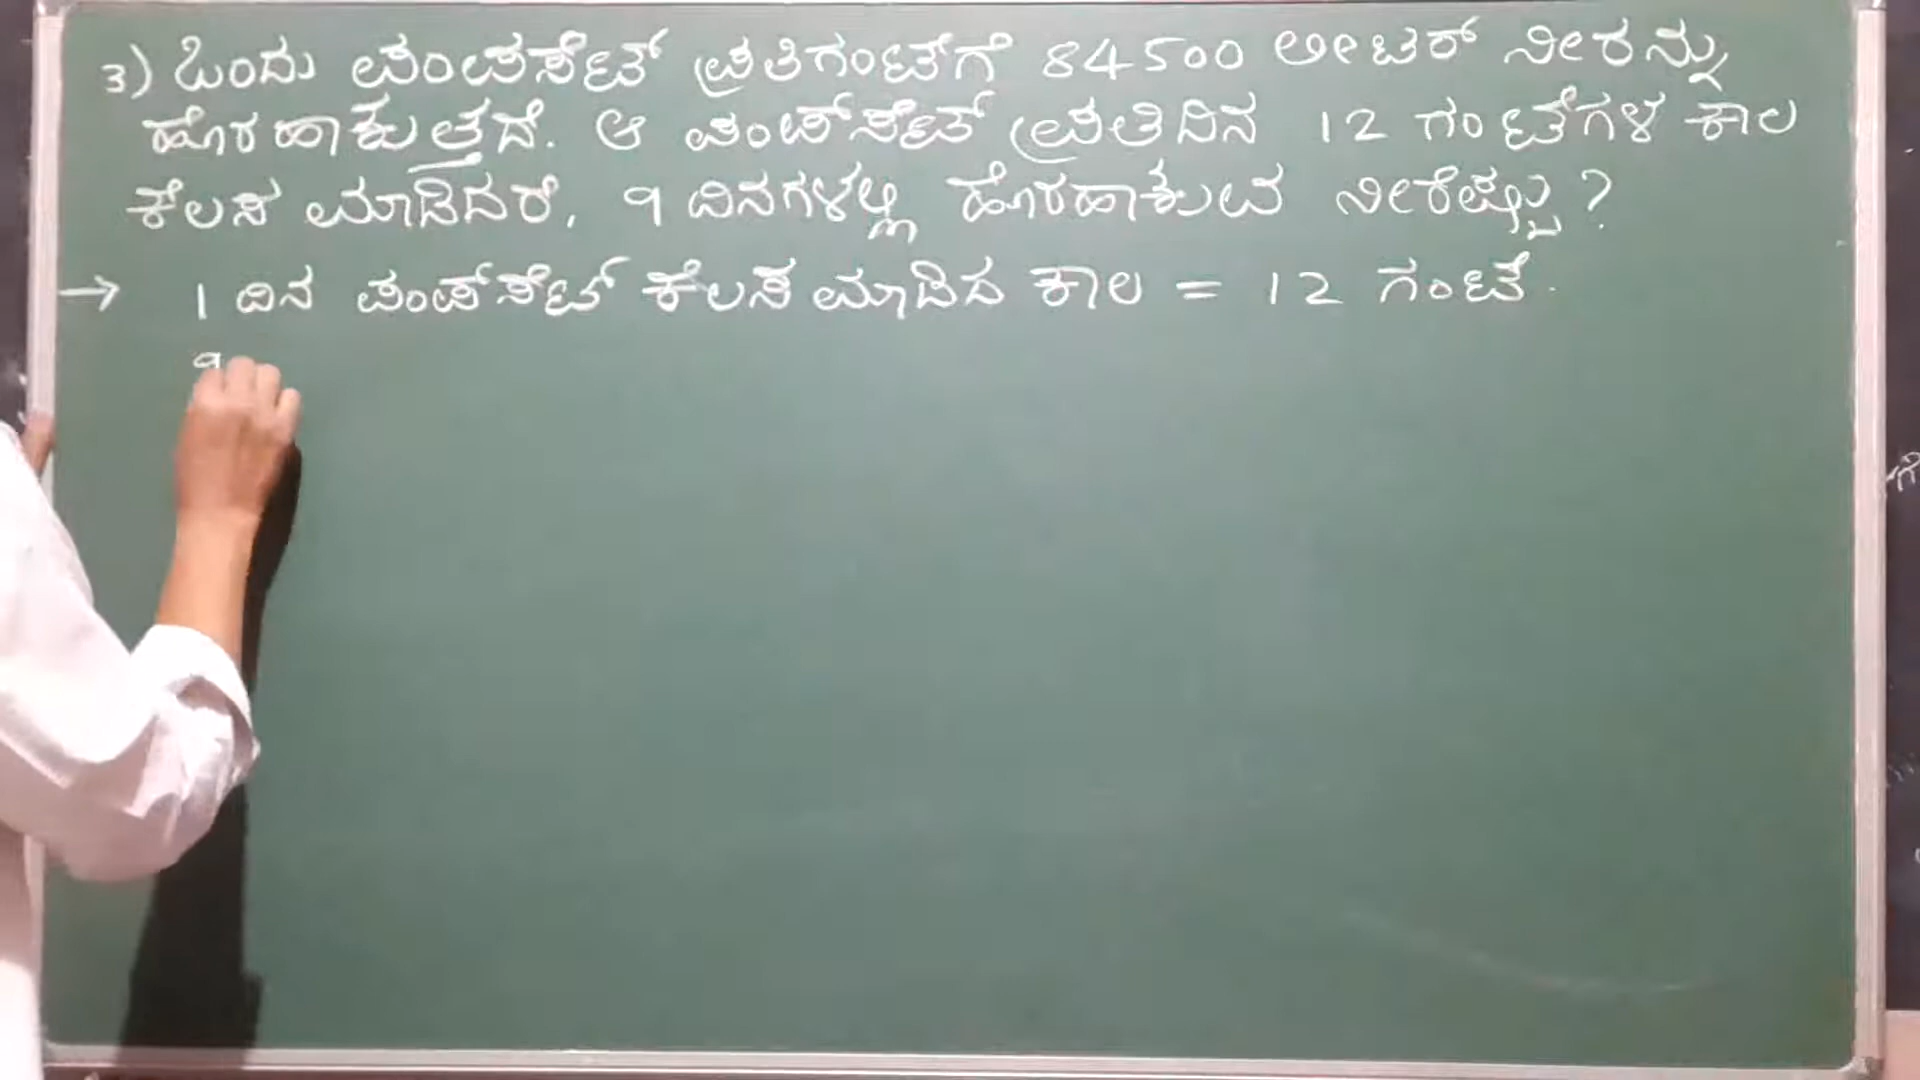 3) ಒಂದು ಪಂಪಸೆಟ್ ಪ್ರತಿಗಂಟೆಗೆ 84500 ಲೀಟರ್ ನೀರನ್ನು
ಹೊರಹಾಕುತ್ತದೆ. ಆ ಪಂಪ್‌ಸೆಟ್ ಪ್ರತಿದಿನ 12 ಗಂಟೆಗಳ ಕಾಲ
ಕೆಲಸ ಮಾಡಿದರೆ, 9 ದಿನಗಳಲ್ಲಿ ಹೊರಹಾಕುವ ನೀರೆಷ್ಟು?
→ 1 ದಿನ ಪಂಪ್‌ಸೆಟ್ ಕೆಲಸ ಮಾಡಿದ ಕಾಲ = 12 ಗಂಟೆ.
9